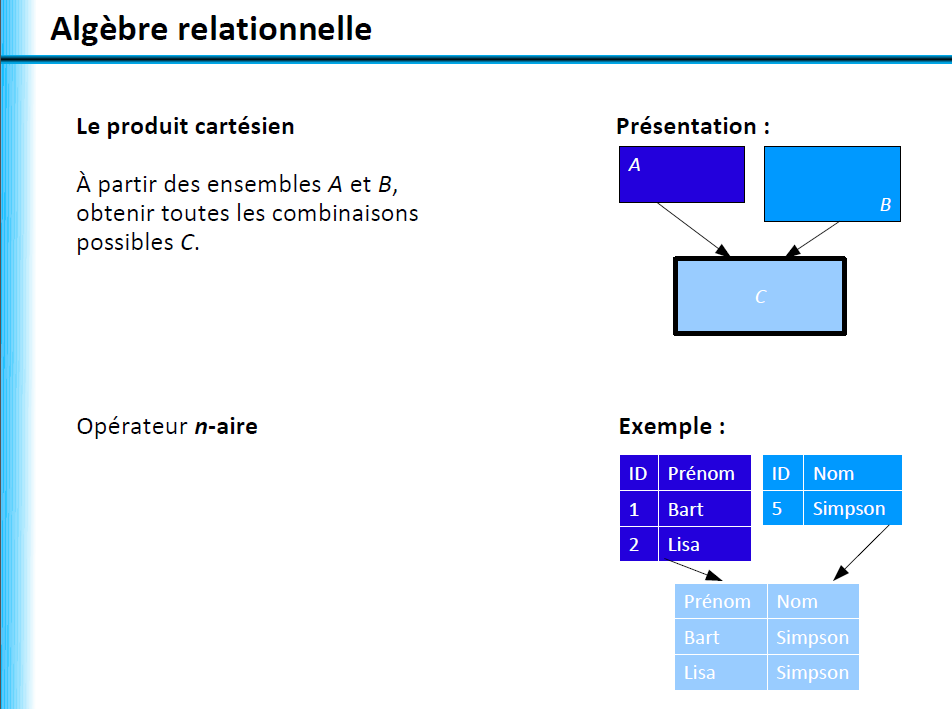 Algèbre relationnelle
Le produit cartésien
À partir des ensembles A et B,
obtenir toutes les combinaisons
possibles C.
Présentation :
A
B
C
Opérateur n-aire
Exemple :
ID Prénom
1 Bart
2 Lisa
ID Nom
5 Simpson
Prénom Nom
Bart Simpson
Lisa Simpson